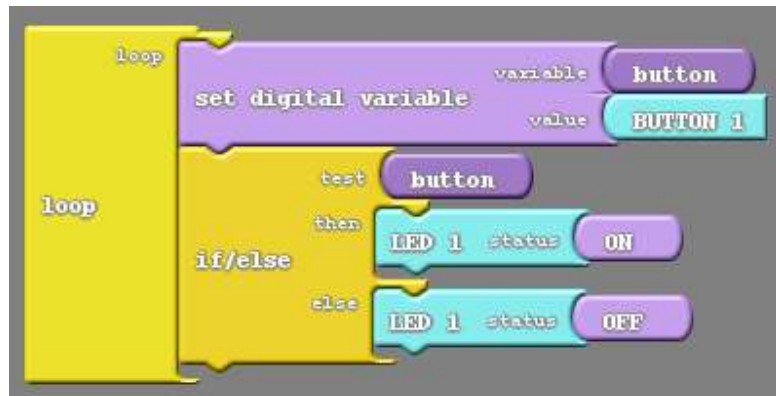 loop
variable button
set digital variable
value BUTTON 1
test button
loop
then
LED 1 status ON
if/else
else
LED 1 status OFF